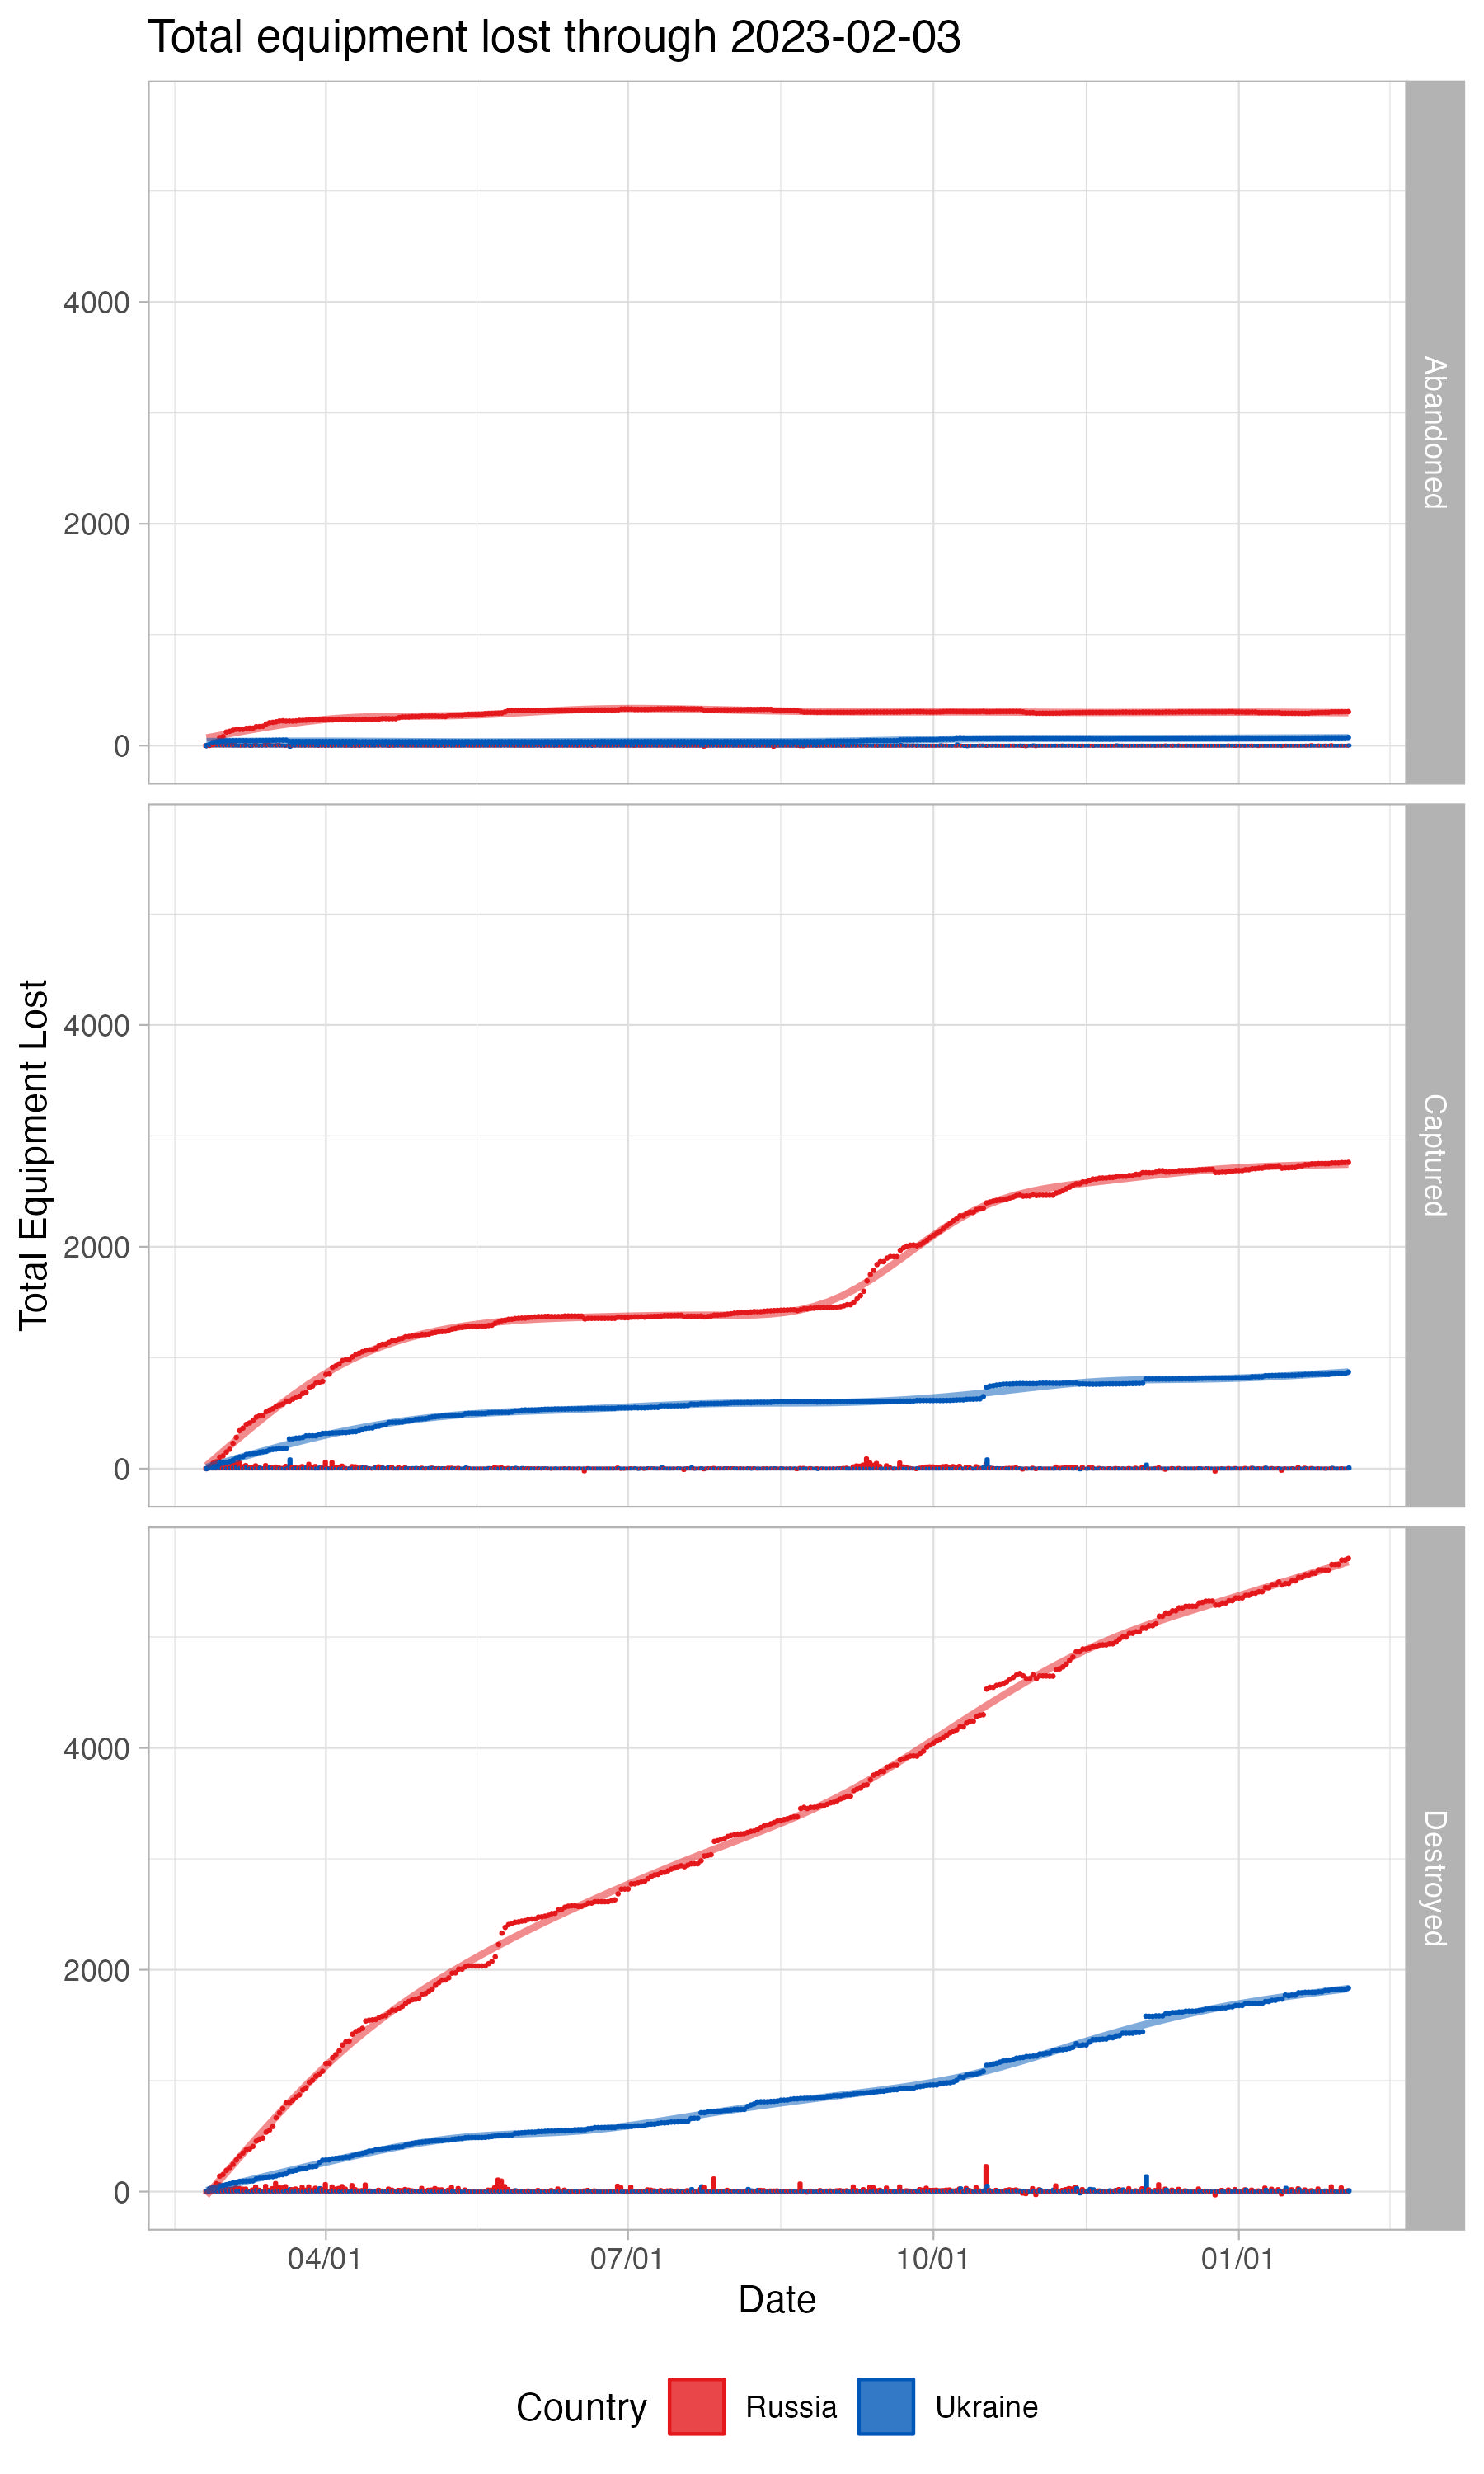 Total equipment lost through 2023-02-03
4000
2000
0
Abandoned
Total Equipment Lost
4000
2000
0
Captured
4000
2000
0
Destroyed
04/01 07/01 10/01 01/01
Date
Country Russia Ukraine